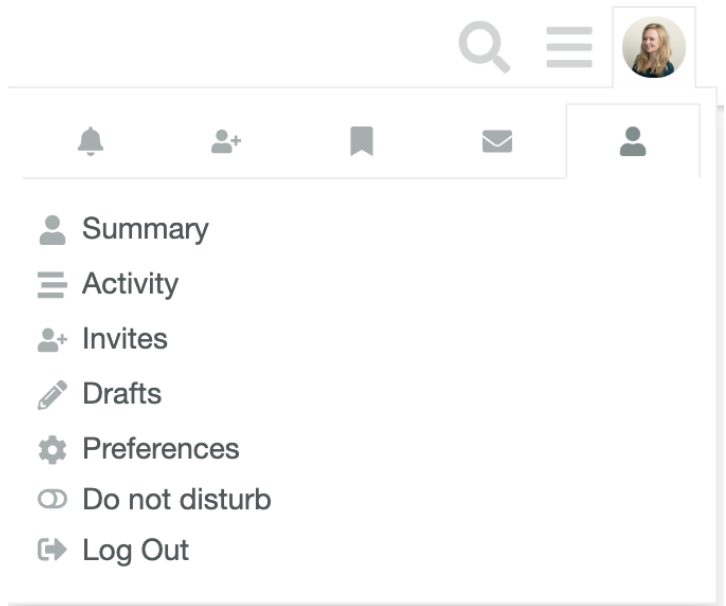 Summary
Activity
Invites
Drafts
Preferences
Do not disturb
Log Out